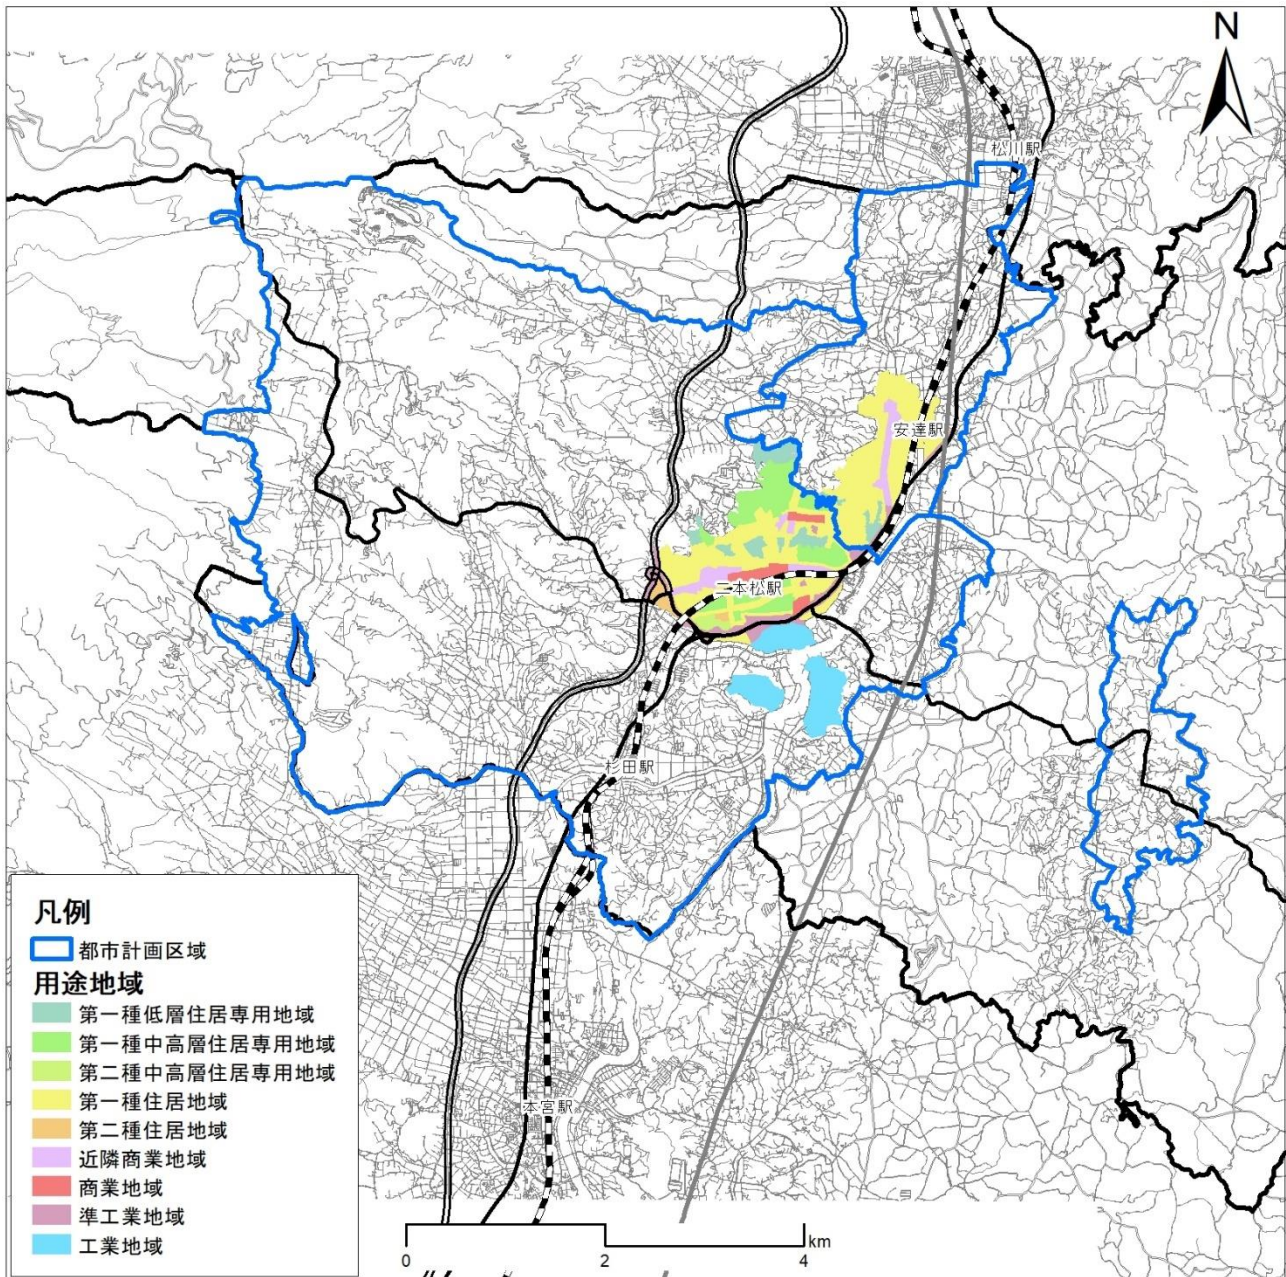 N
松川駅
安達駅
二本松駅
杉田駅
本宮駅
凡例
都市計画区域
用途地域
第一種低層住居専用地域
第一種中高層住居専用地域
第二種中高層住居専用地域
第一種住居地域
第二種住居地域
近隣商業地域
商業地域
準工業地域
工業地域
km
0 2 4